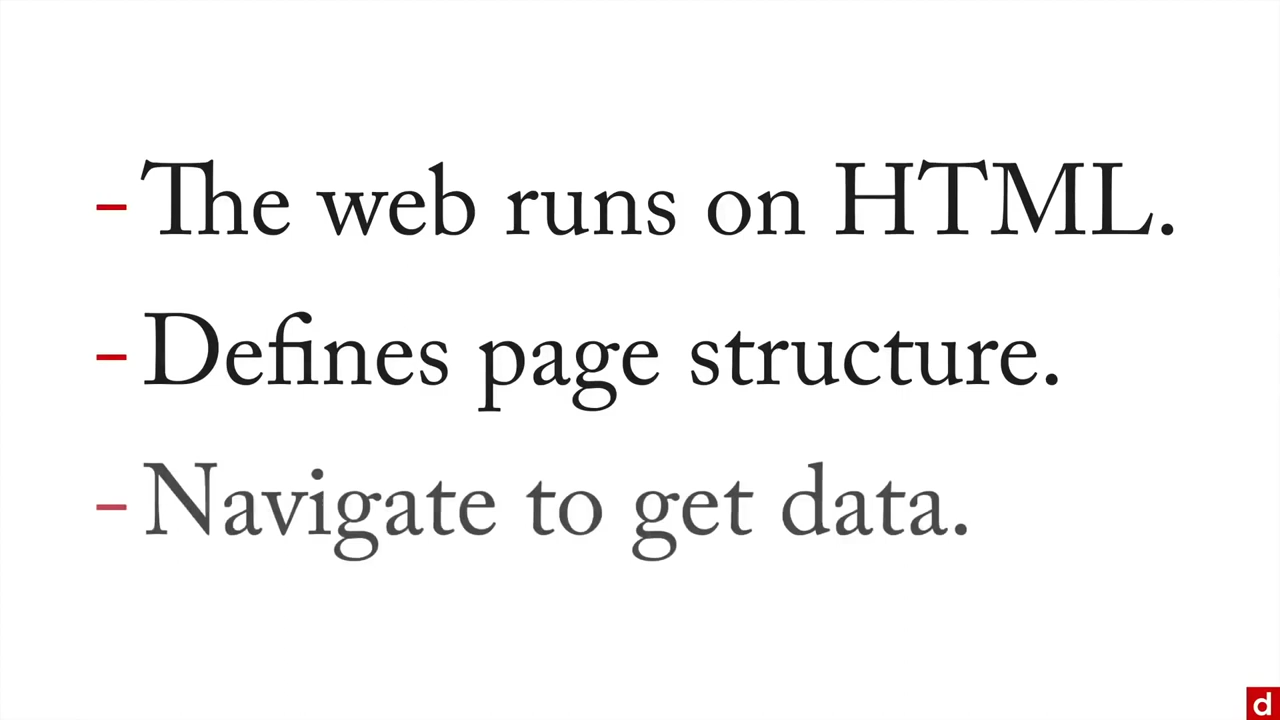 - The web runs on HTML.
- Defines page structure.
- Navigate to get data.
d